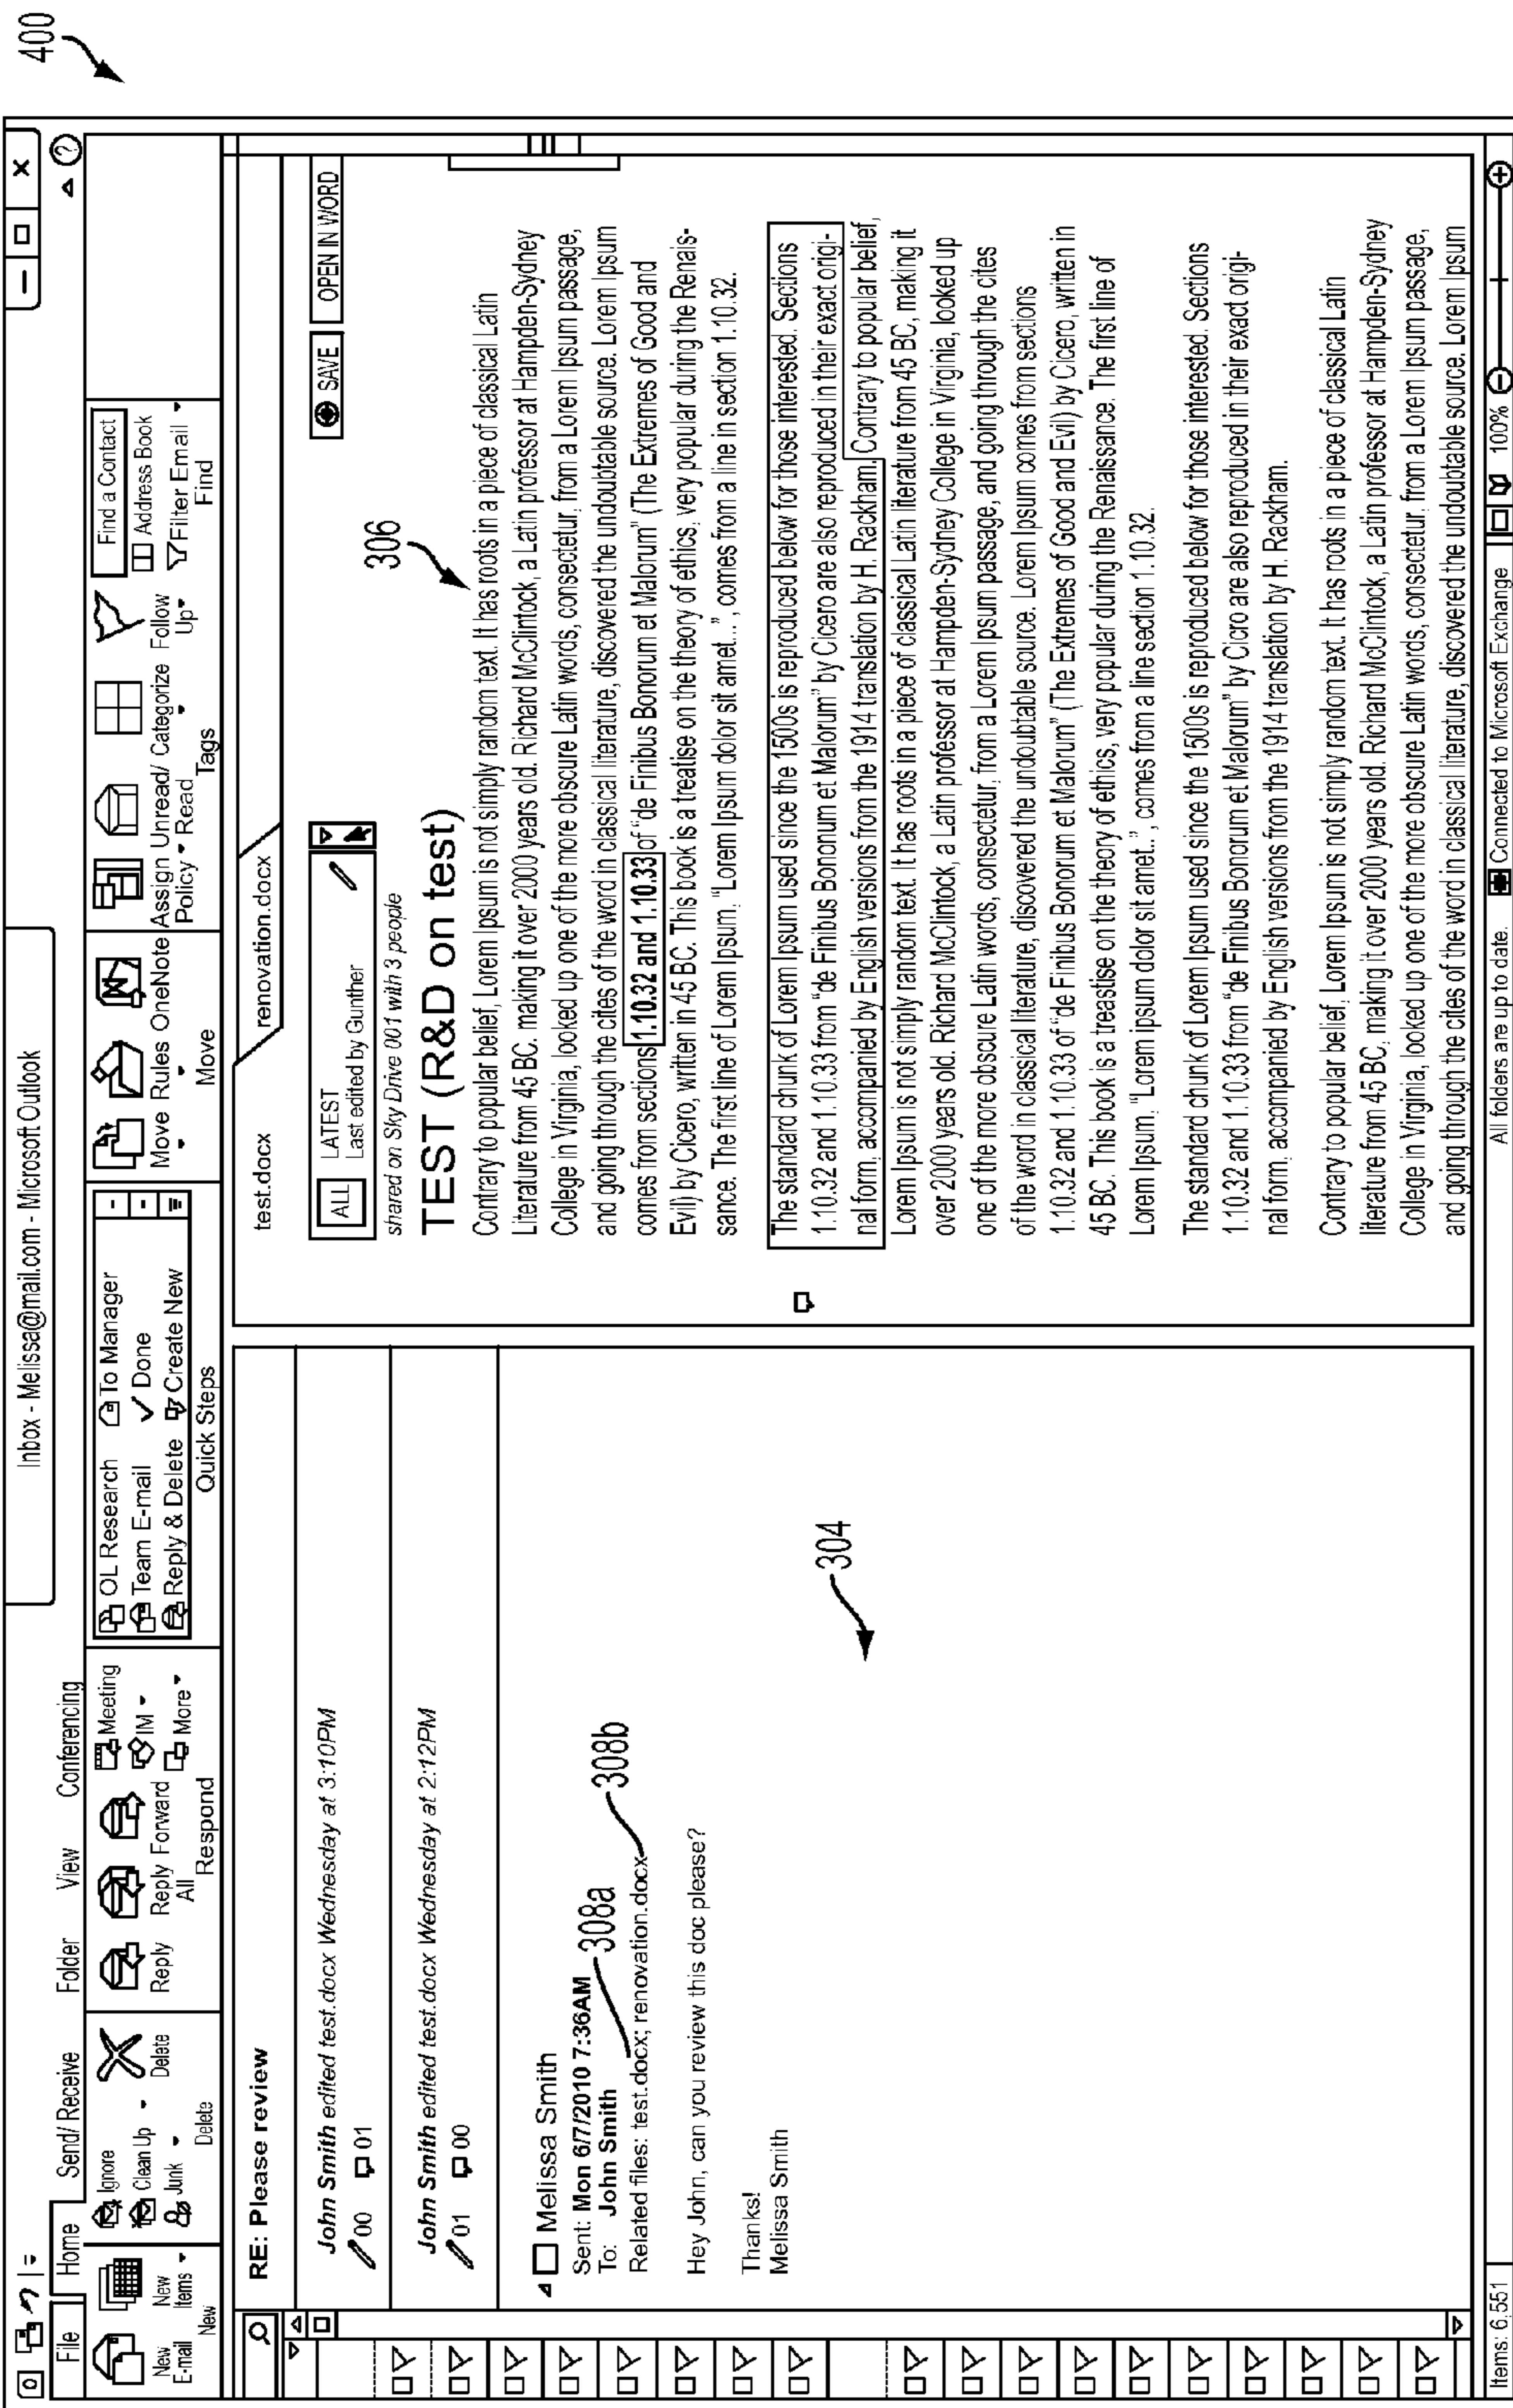 400
Inbox - Melissa@mail.com - Microsoft Outlook
File
Home
Send/ Receive
Folder
View
Conferencing
New E-mail
New Items
New
Ignore
Clean Up
Junk
Delete
Delete
Reply
Reply All
Forward
Meeting
IM
More
Respond
OL Research
To Manager
Team E-mail
Done
Reply & Delete
Create New
Quick Steps
Move
Rules
OneNote
Move
Assign Policy
Unread/ Read
Categorize
Follow Up
Tags
Find a Contact
Address Book
Filter Email
Find
RE: Please review
John Smith edited test.docx Wednesday at 3:10PM
00 01
John Smith edited test.docx Wednesday at 2:12PM
01 00
Melissa Smith
Sent: Mon 6/7/2010 7:36AM
308a
To: John Smith
308b
Related files: test.docx; renovation.docx
Hey John, can you review this doc please?
Thanks!
Melissa Smith
304
test.docx
renovation.docx
ALL
LATEST
Last edited by Gunther
SAVE
OPEN IN WORD
shared on Sky Drive 001 with 3 people
306
TEST (R&D on test)
Contrary to popular belief, Lorem Ipsum is not simply random text. It has roots in a piece of classical Latin
Literature from 45 BC. making it over 2000 years old. Richard McClintock, a Latin professor at Hampden-Sydney
College in Virginia, looked up one of the more obscure Latin words, consectetur, from a Lorem Ipsum passage,
and going through the cites of the word in classical literature, discovered the undoubtable source. Lorem Ipsum
comes from sections 1.10.32 and 1.10.33 of "de Finibus Bonorum et Malorum" (The Extremes of Good and
Evil) by Cicero, written in 45 BC. This book is a treatise on the theory of ethics, very popular during the Renais-
sance. The first line of Lorem Ipsum, "Lorem Ipsum dolor sit amet...", comes from a line in section 1.10.32.
The standard chunk of Lorem Ipsum used since the 1500s is reproduced below for those interested. Sections
1.10.32 and 1.10.33 from "de Finibus Bonorum et Malorum" by Cicero are also reproduced in their exact origi-
nal form, accompanied by English versions from the 1914 translation by H. Rackham. Contrary to popular belief,
Lorem Ipsum is not simply random text. It has roots in a piece of classical Latin literature from 45 BC, making it
over 2000 years old. Richard McClintock, a Latin professor at Hampden-Sydney College in Virginia, looked up
one of the more obscure Latin words, consectetur, from a Lorem Ipsum passage, and going through the cites
of the word in classical literature, discovered the undoubtable source. Lorem Ipsum comes from sections
1.10.32 and 1.10.33 of "de Finibus Bonorum et Malorum" (The Extremes of Good and Evil) by Cicero, written in
45 BC. This book is a treastise on the theory of ethics, very popular during the Renaissance. The first line of
Lorem Ipsum, "Lorem ipsum dolor sit amet..", comes from a line section 1.10.32.
The standard chunk of Lorem Ipsum used since the 1500s is reproduced below for those interested. Sections
1.10.32 and 1.10.33 from "de Finibus Bonorum et Malorum" by Cicro are also reproduced in their exact origi-
nal form, accompanied by English versions from the 1914 translation by H. Rackham.
Contrary to popular belief, Lorem Ipsum is not simply random text. It has roots in a piece of classical Latin
literature from 45 BC, making it over 2000 years old. Richard McClintock, a Latin professor at Hampden-Sydney
College in Virginia, looked up one of the more obscure Latin words, consectetur, from a Lorem Ipsum passage,
and going through the cites of the word in classical literature, discovered the undoubtable source. Lorem Ipsum
Items: 6,551
All folders are up to date.
Connected to Microsoft Exchange
100%